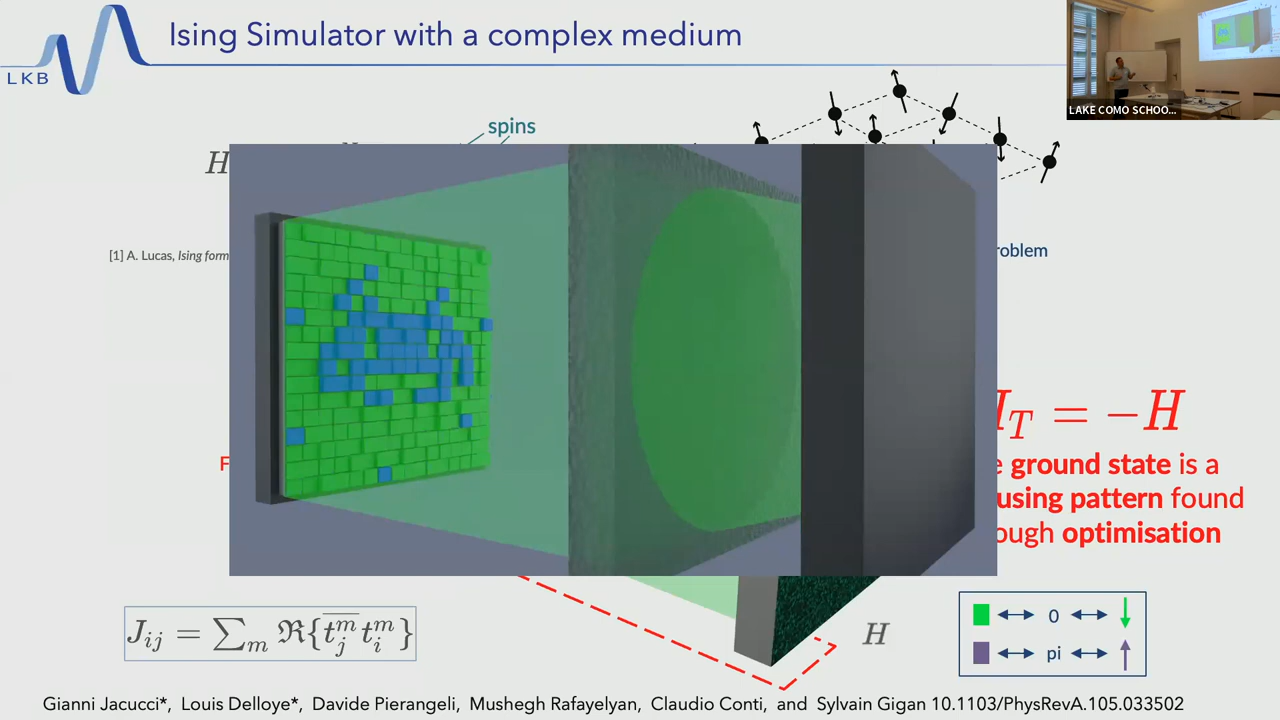 Ising Simulator with a complex medium
LKB
LAKE COMO SCHOO...
spins
H
[1] A. Lucas, Ising form
roblem
H_T = −H
ground state is a
using pattern found
ough optimisation
F
J_{ij} = ∑_m ℜ{\overline{t_j^m} t_i^m}
H
0
pi
Gianni Jacucci*, Louis Delloye*, Davide Pierangeli, Mushegh Rafayelyan, Claudio Conti, and Sylvain Gigan 10.1103/PhysRevA.105.033502